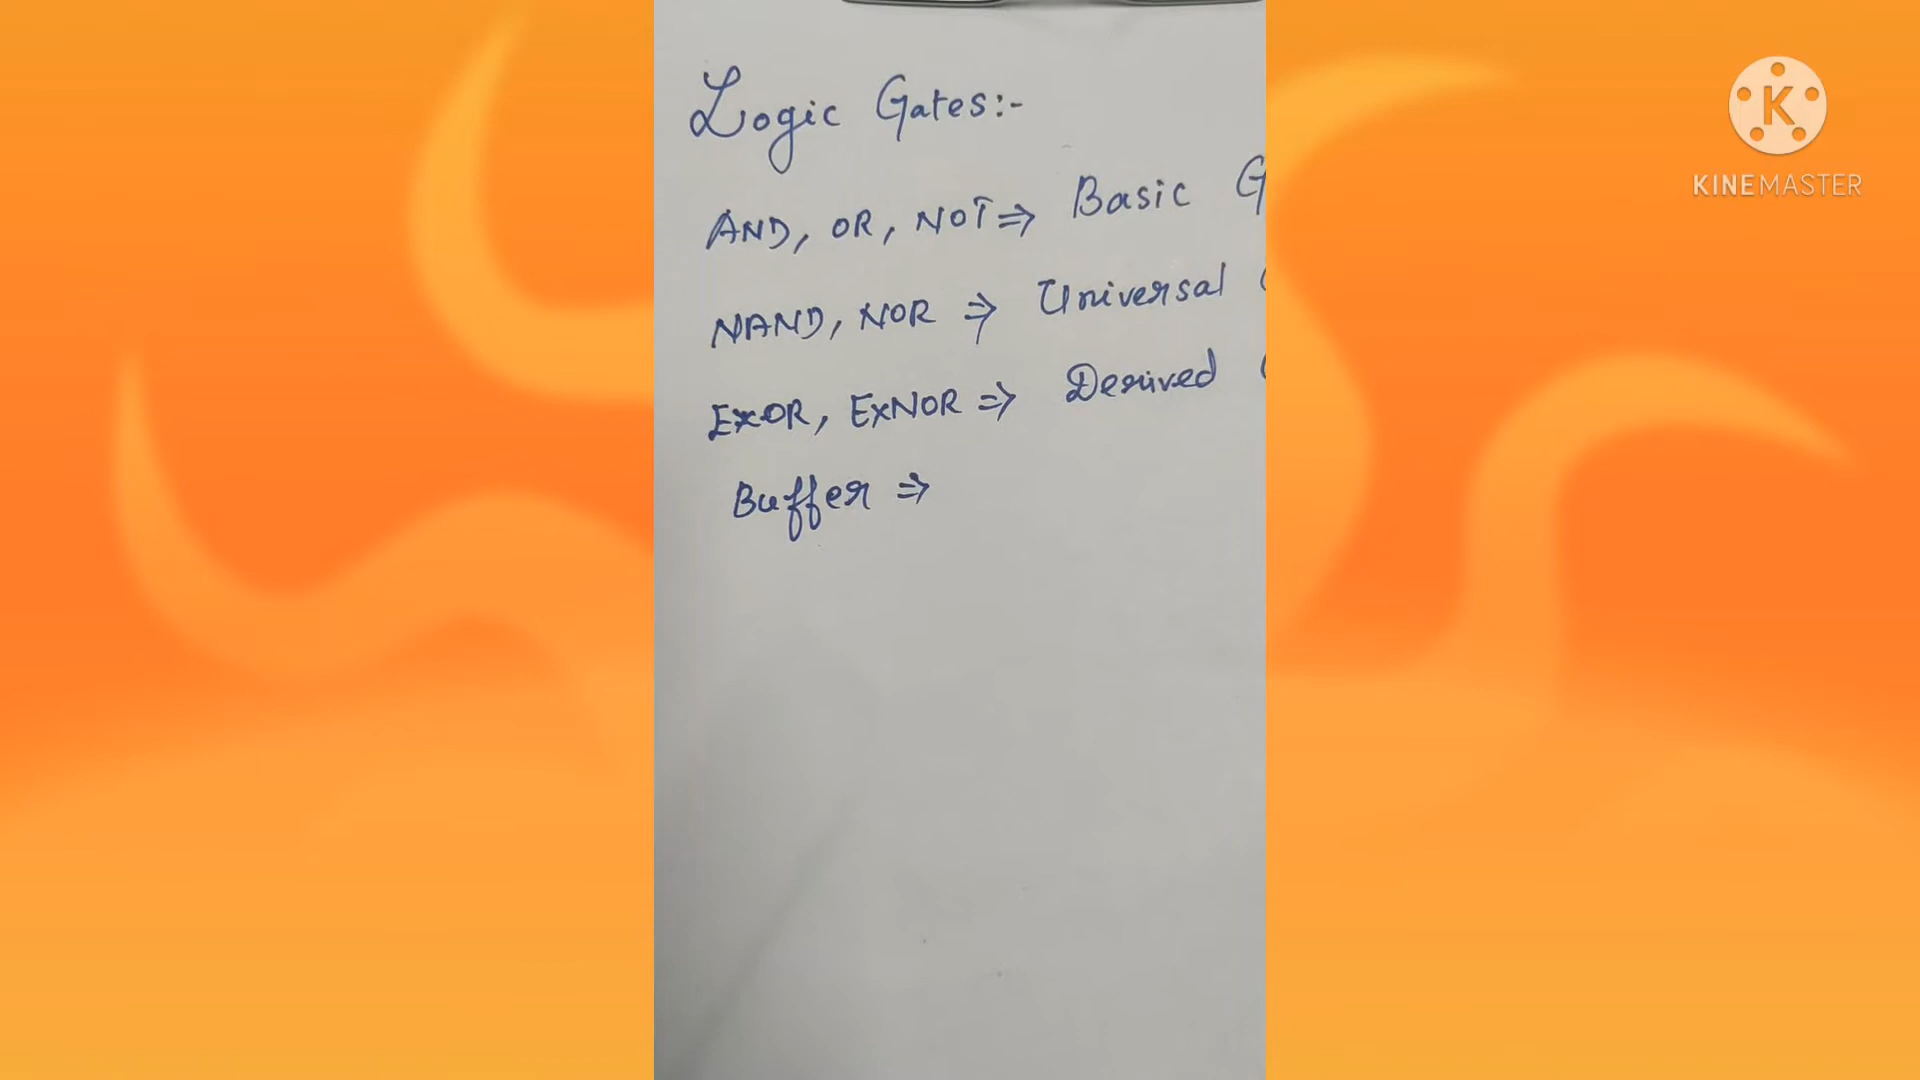 Logic Gates:-
AND, OR, NOT ⇒ Basic G
NAND, NOR ⇒ Universal
EXOR, EXNOR ⇒ Derived
Buffer ⇒
K
KINEMASTER